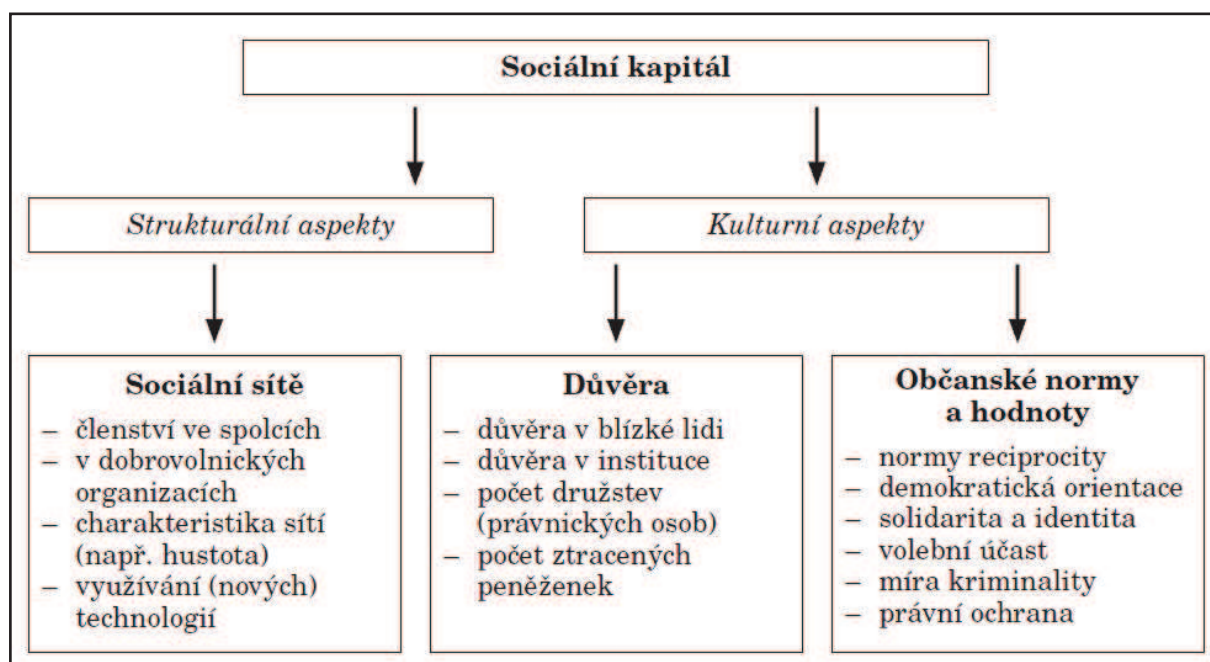 Sociální kapitál
Strukturální aspekty
Kulturní aspekty
Sociální sítě
– členství ve spolcích
– v dobrovolnických
organizacích
– charakteristika sítí
(např. hustota)
– využívání (nových)
technologií
Důvěra
– důvěra v blízké lidi
– důvěra v instituce
– počet družstev
(právnických osob)
– počet ztracených
peněženek
Občanské normy
a hodnoty
– normy reciprocity
– demokratická orientace
– solidarita a identita
– volební účast
– míra kriminality
– právní ochrana